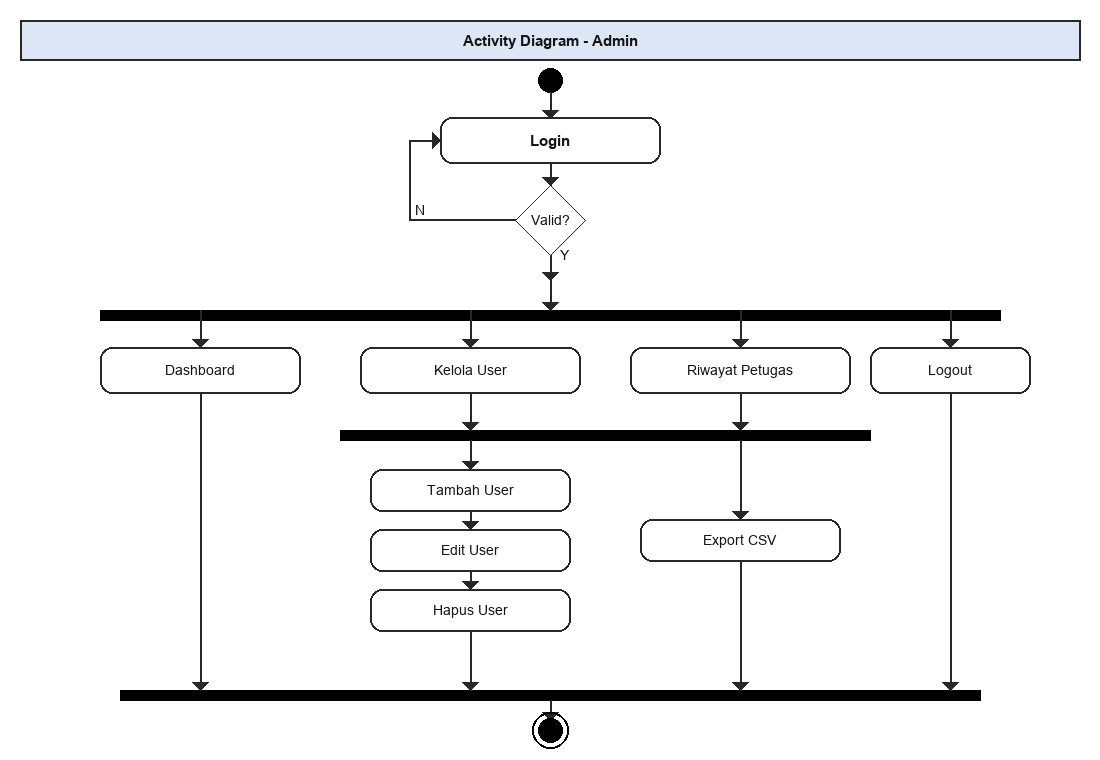 Activity Diagram - Admin
Login
Valid?
N
Y
Dashboard
Kelola User
Riwayat Petugas
Logout
Tambah User
Edit User
Export CSV
Hapus User